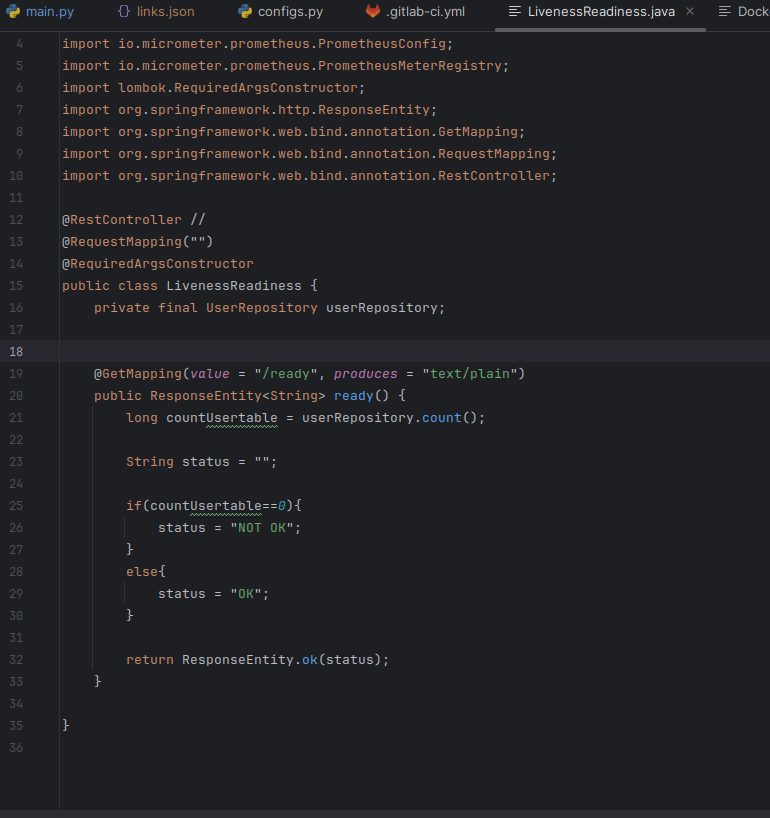 main.py links.json configs.py .gitlab-ci.yml LivenessReadiness.java × Dock
4 import io.micrometer.prometheus.PrometheusConfig;
5 import io.micrometer.prometheus.PrometheusMeterRegistry;
6 import lombok.RequiredArgsConstructor;
7 import org.springframework.http.ResponseEntity;
8 import org.springframework.web.bind.annotation.GetMapping;
9 import org.springframework.web.bind.annotation.RequestMapping;
10 import org.springframework.web.bind.annotation.RestController;
11
12 @RestController //
13 @RequestMapping("")
14 @RequiredArgsConstructor
15 public class LivenessReadiness {
16     private final UserRepository userRepository;
17
18
19     @GetMapping(value = "/ready", produces = "text/plain")
20     public ResponseEntity<String> ready() {
21         long countUsertable = userRepository.count();
22
23         String status = "";
24
25         if(countUsertable==0){
26             status = "NOT OK";
27         }
28         else{
29             status = "OK";
30         }
31
32         return ResponseEntity.ok(status);
33     }
34
35 }
36